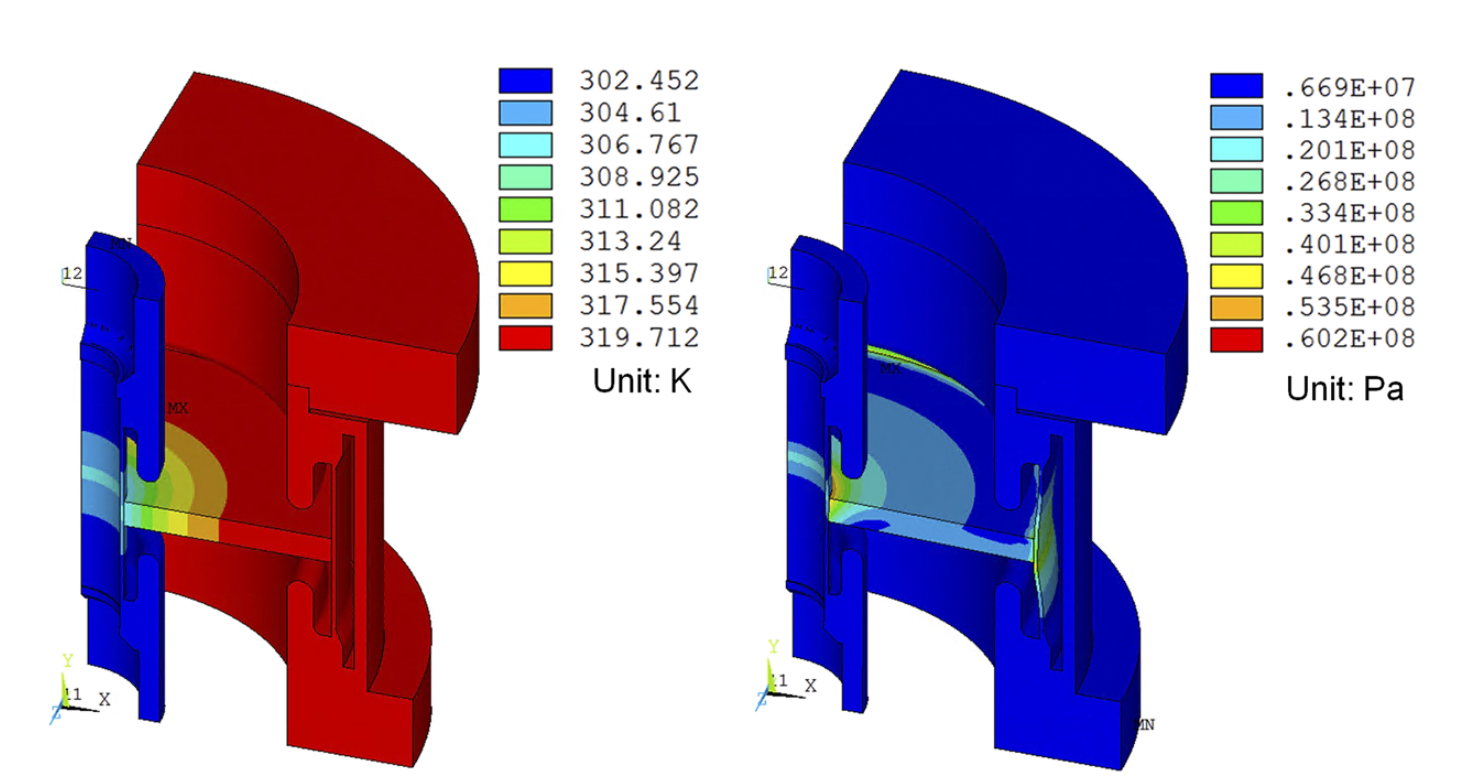 302.452
304.61
306.767
308.925
311.082
313.24
315.397
317.554
319.712
Unit: K
MN
12
MX
Y
11
X
Z
.669E+07
.134E+08
.201E+08
.268E+08
.334E+08
.401E+08
.468E+08
.535E+08
.602E+08
Unit: Pa
12
MX
Y
11
X
Z
MN